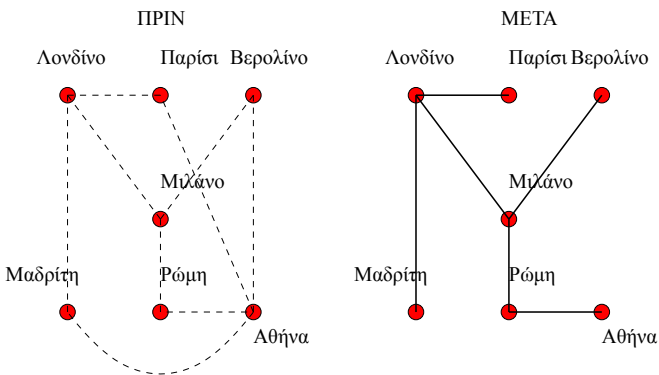 ΠΡΙΝ ΜΕΤΑ
Λονδίνο Παρίσι Βερολίνο Λονδίνο Παρίσι Βερολίνο
Μιλάνο Μιλάνο
Μαδρίτη Ρώμη Μαδρίτη Ρώμη
Αθήνα Αθήνα